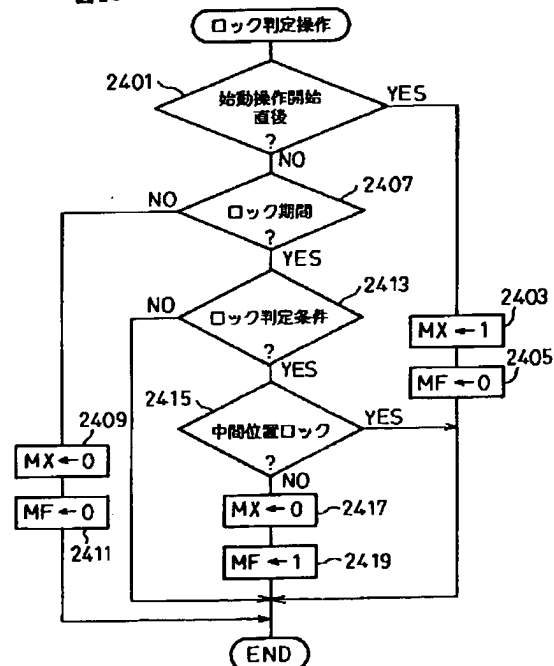 ロック判定操作
2401
始動操作開始
直後
?
YES
NO
2407
NO
ロック期間
?
YES
2413
NO
ロック判定条件
?
YES
2403
MX←1
2405
MF←0
2415
中間位置ロック
YES
?
NO
2409
MX←0
MF←0
2411
MX←0
2417
MF←1
2419
END